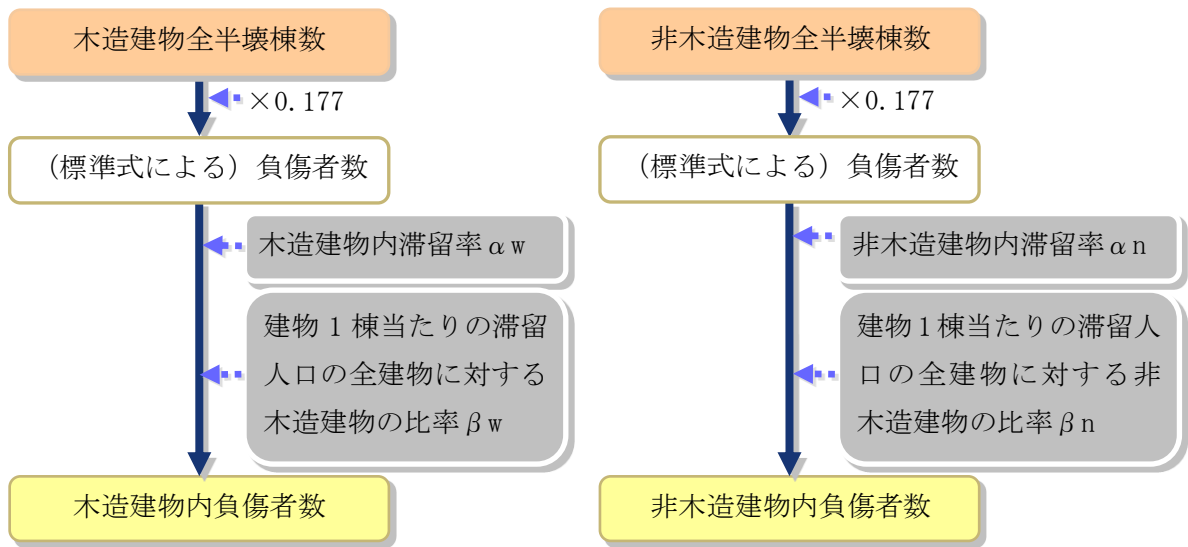 木造建物全半壊棟数
×0.177
（標準式による）負傷者数
木造建物内滞留率αw
建物1棟当たりの滞留
人口の全建物に対する
木造建物の比率βw
木造建物内負傷者数
非木造建物全半壊棟数
×0.177
（標準式による）負傷者数
非木造建物内滞留率αn
建物1棟当たりの滞留人
口の全建物に対する非
木造建物の比率βn
非木造建物内負傷者数